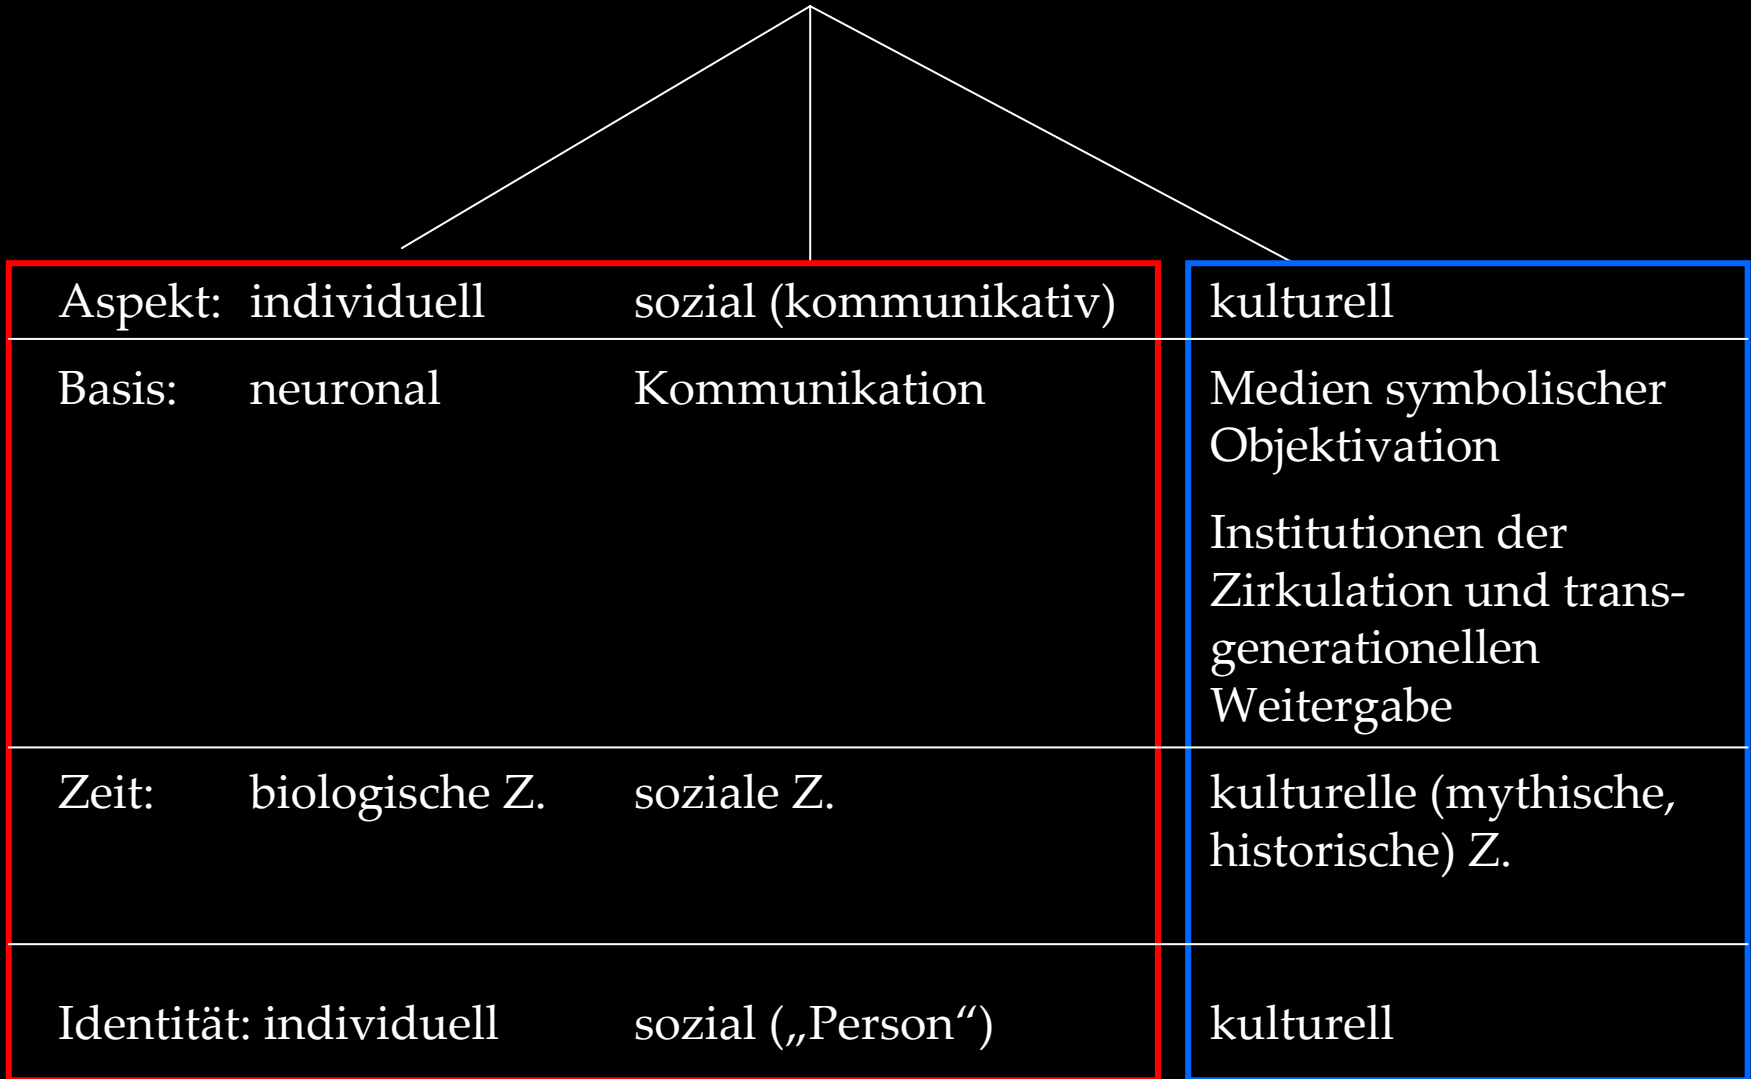 Aspekt: individuell sozial (kommunikativ) kulturell
Basis: neuronal Kommunikation Medien symbolischer
Objektivation
Institutionen der
Zirkulation und trans-
generationellen
Weitergabe
Zeit: biologische Z. soziale Z. kulturelle (mythische,
historische) Z.
Identität: individuell sozial („Person“) kulturell